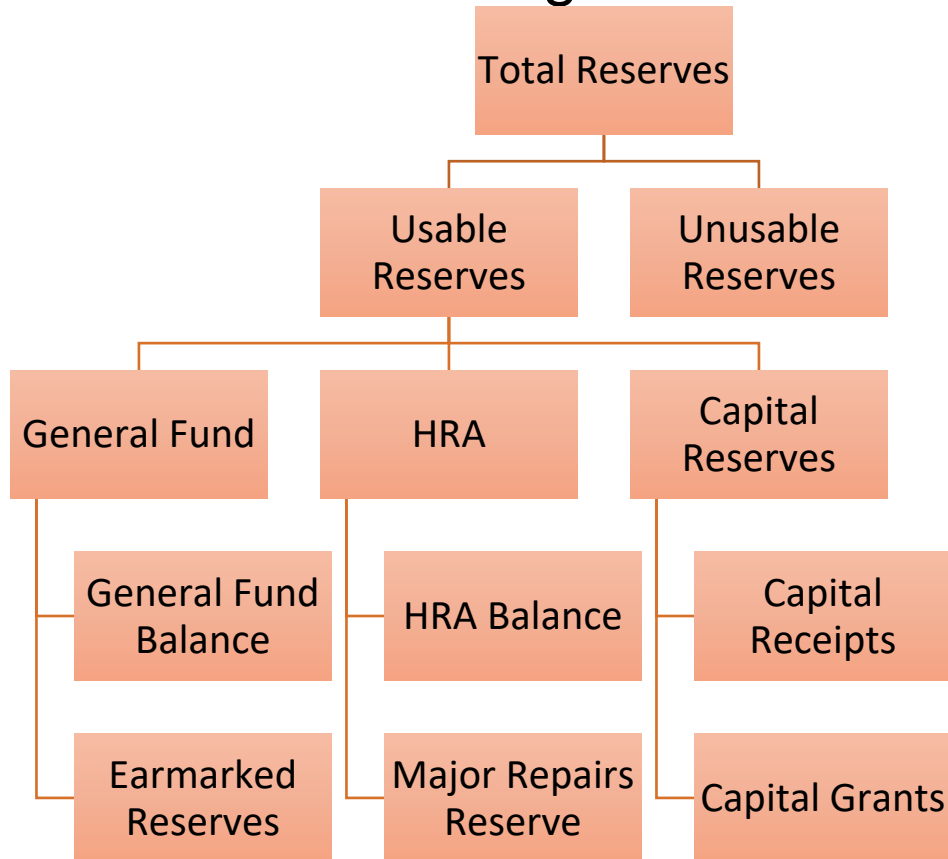 Total Reserves
Usable
Reserves
Unusable
Reserves
General Fund
HRA
Capital
Reserves
General Fund
Balance
HRA Balance
Capital
Receipts
Earmarked
Reserves
Major Repairs
Reserve
Capital Grants